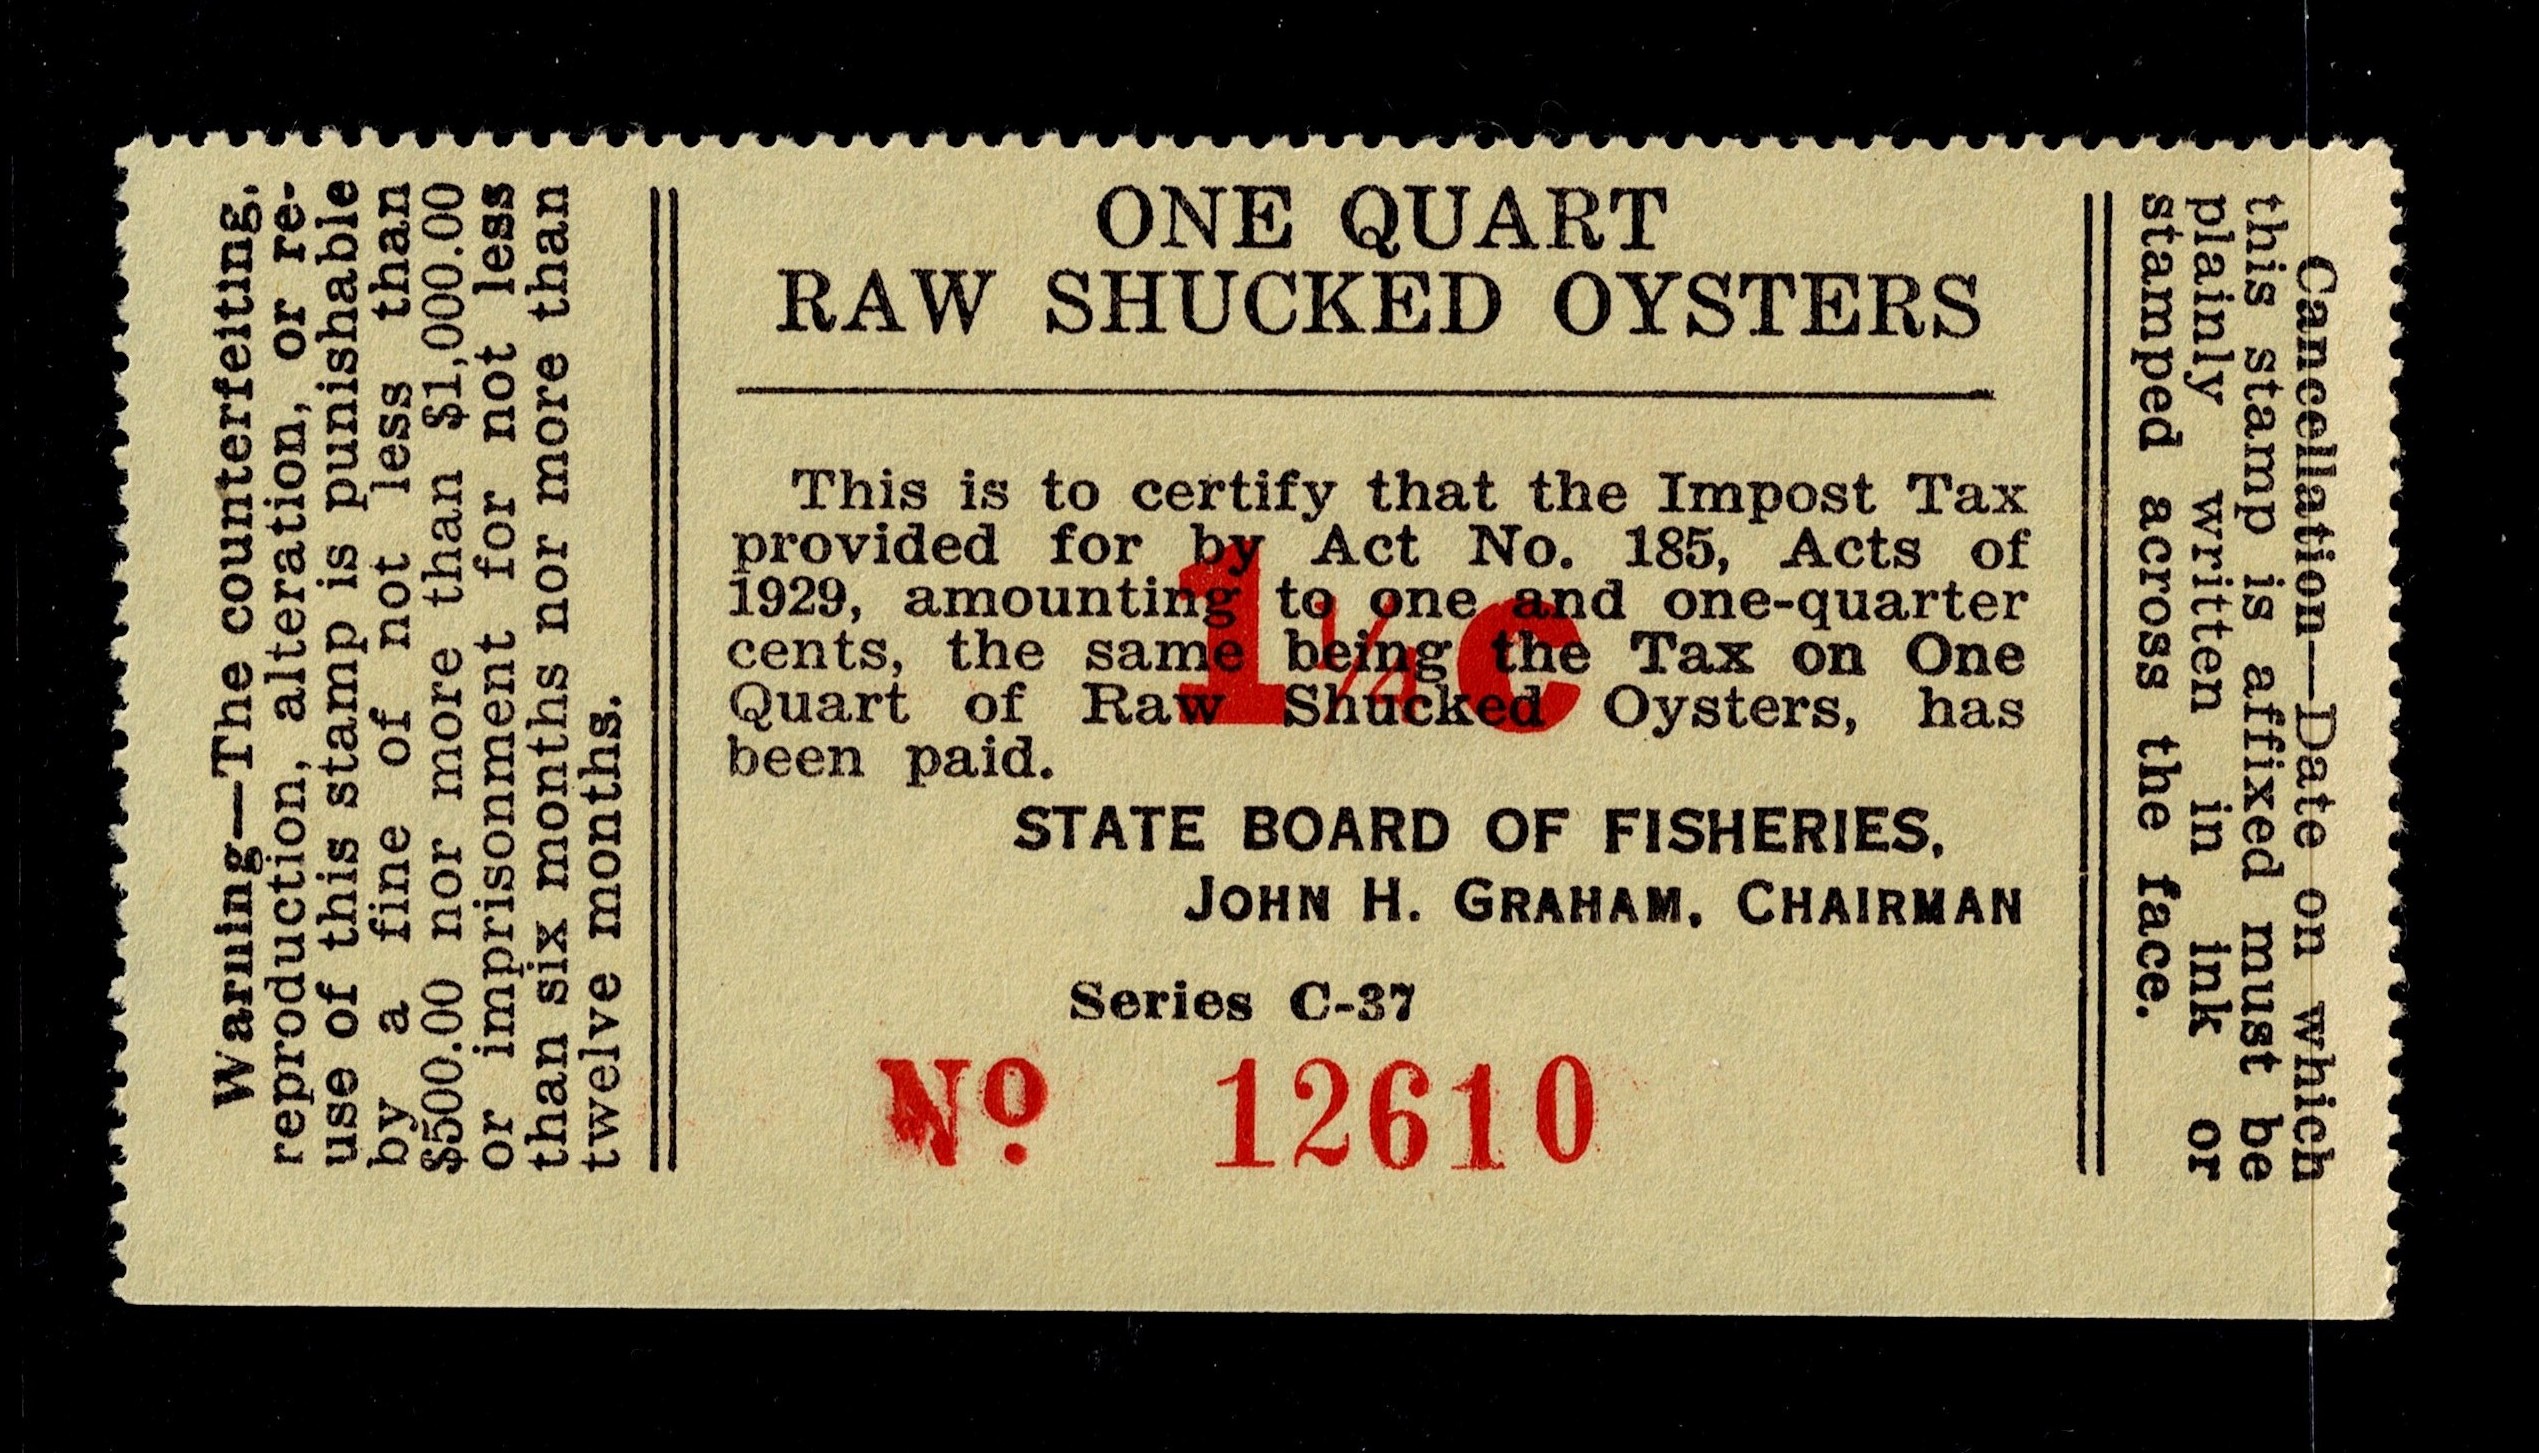 Warning—The counterfeiting,
reproduction, alteration, or re-
use of this stamp is punishable
by a fine of not less than
$500.00 nor more than $1,000.00
or imprisonment for not less
than six months nor more than
twelve months.
ONE QUART
RAW SHUCKED OYSTERS
This is to certify that the Impost Tax
provided for by Act No. 185, Acts of
1929, amounting to one and one-quarter
cents, the same being the Tax on One
Quart of Raw Shucked Oysters, has
been paid.
1¼c
STATE BOARD OF FISHERIES,
JOHN H. GRAHAM, CHAIRMAN
Series C-37
No. 12610
Cancellation—Date on which
this stamp is affixed must be
plainly written in ink or
stamped across the face.